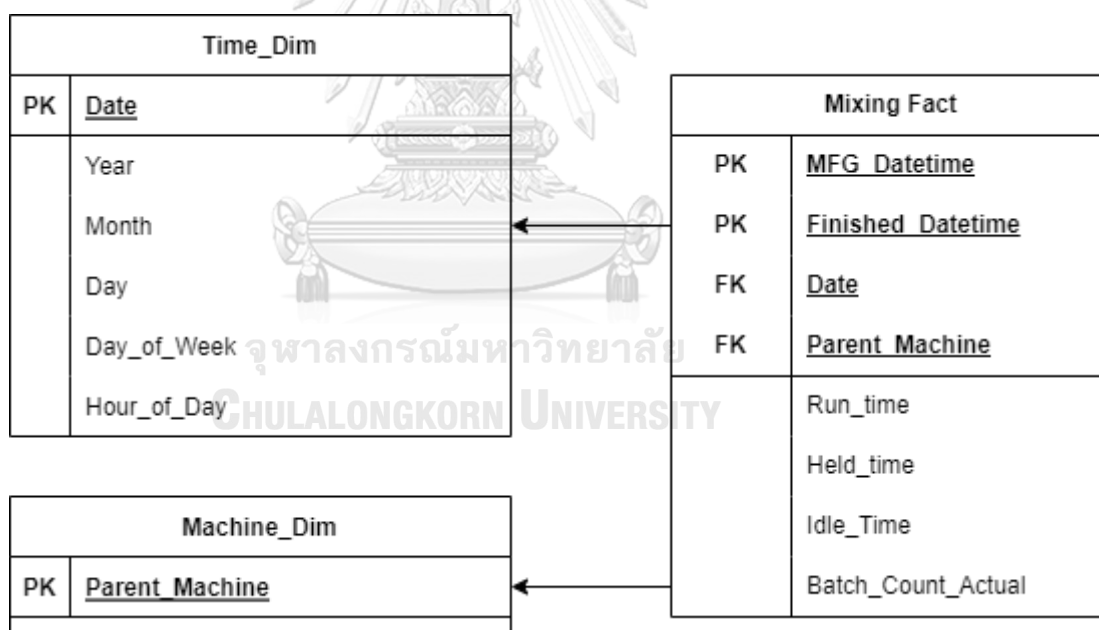 Time_Dim
PK Date
Year
Month
Day
Day_of_Week
Hour_of_Day
Machine_Dim
PK Parent_Machine
Mixing Fact
PK MFG_Datetime
PK Finished_Datetime
FK Date
FK Parent_Machine
Run_time
Held_time
Idle_Time
Batch_Count_Actual
จุฬาลงกรณ์มหาวิทยาลัย
CHULALONGKORN UNIVERSITY